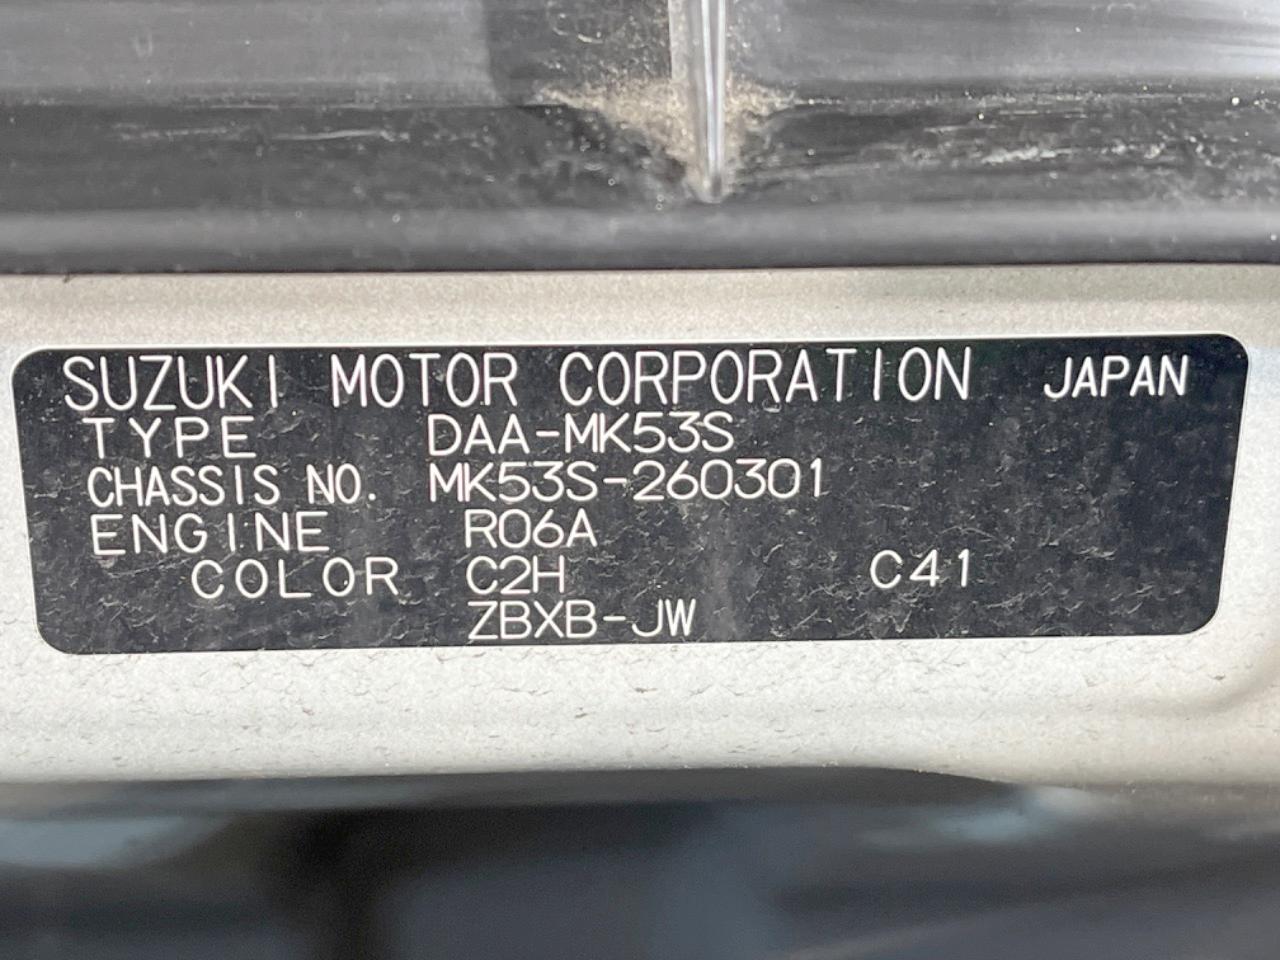 SUZUKI MOTOR CORPORATION JAPAN
TYPE DAA-MK53S
CHASSIS NO. MK53S-260301
ENGINE R06A
COLOR C2H C41
ZBXB-JW